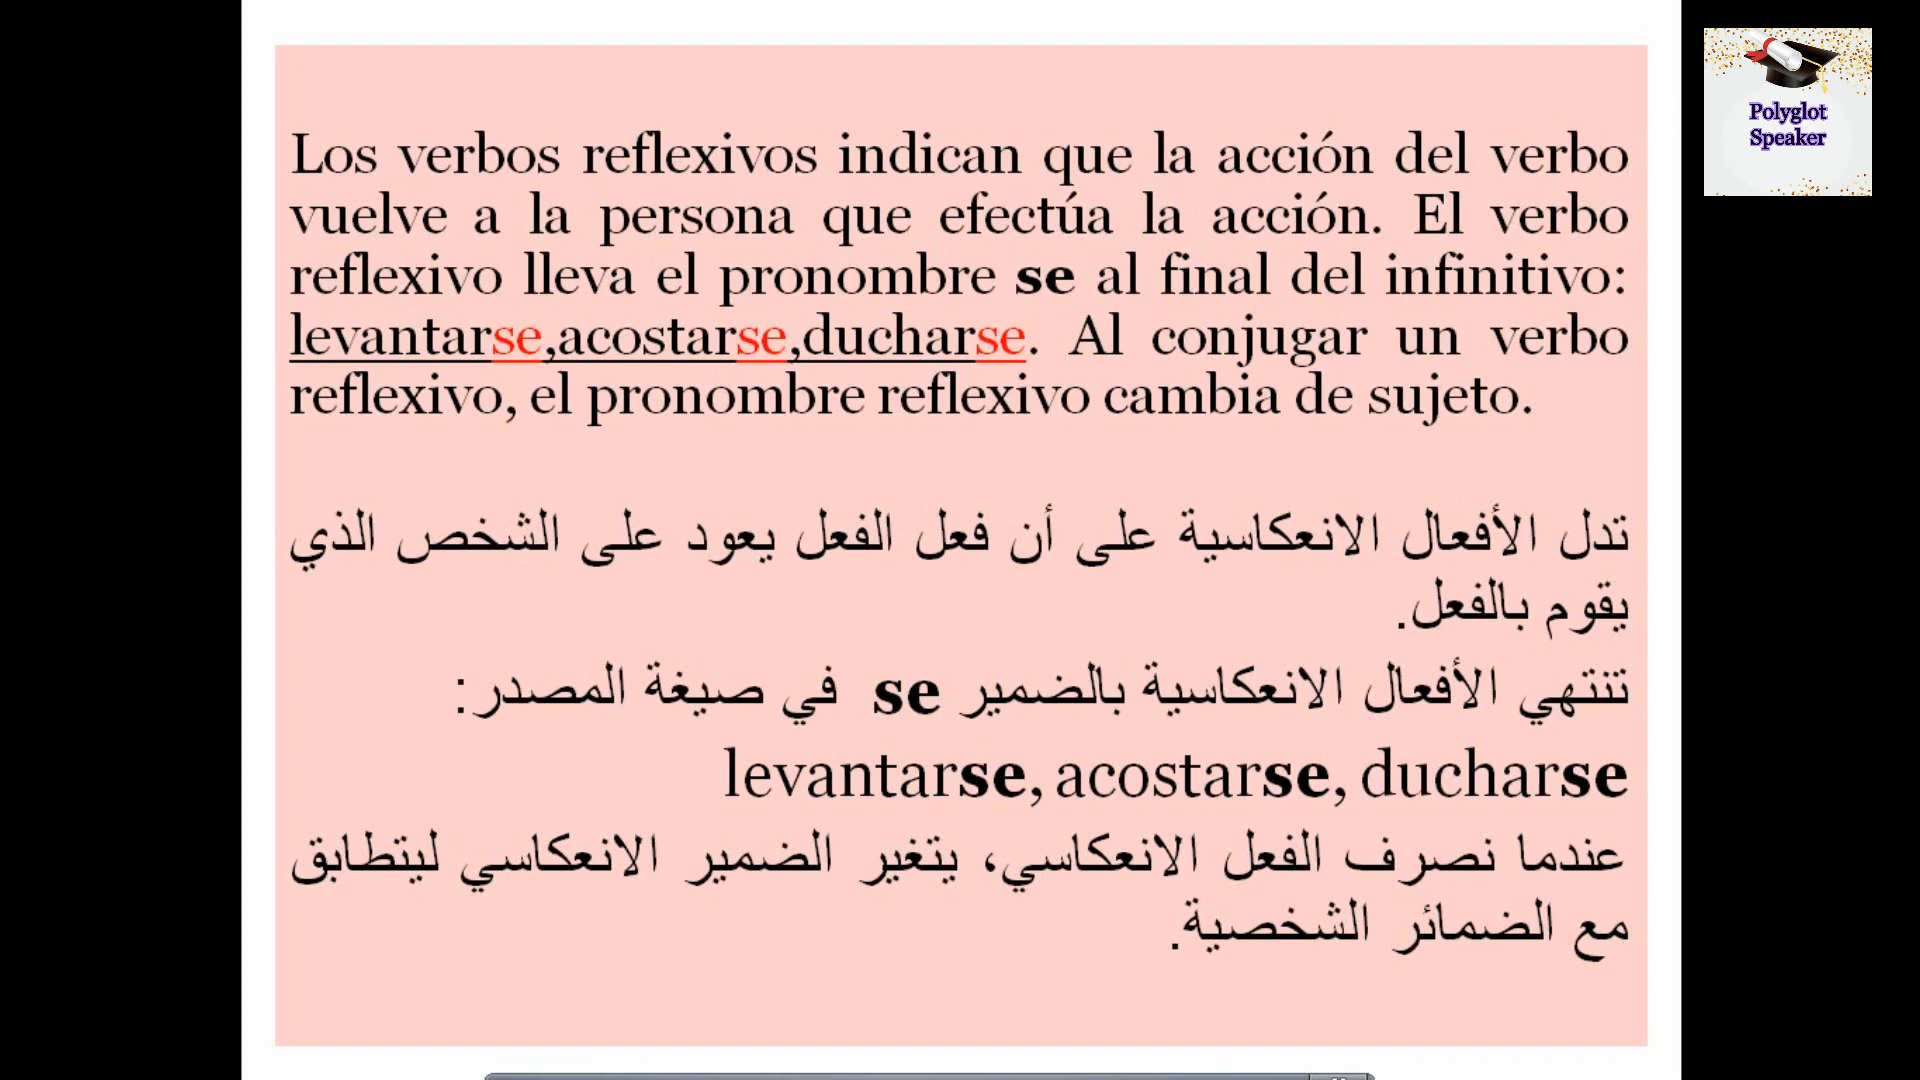 Los verbos reflexivos indican que la acción del verbo
vuelve a la persona que efectúa la acción. El verbo
reflexivo lleva el pronombre se al final del infinitivo:
levantarse,acostarse,ducharse. Al conjugar un verbo
reflexivo, el pronombre reflexivo cambia de sujeto.
تدل الأفعال الانعكاسية على أن فعل الفعل يعود على الشخص الذي
يقوم بالفعل.
تنتهي الأفعال الانعكاسية بالضمير se في صيغة المصدر:
levantarse, acostarse, ducharse
عندما نصرف الفعل الانعكاسي، يتغير الضمير الانعكاسي ليتطابق
مع الضمائر الشخصية.
Polyglot
Speaker